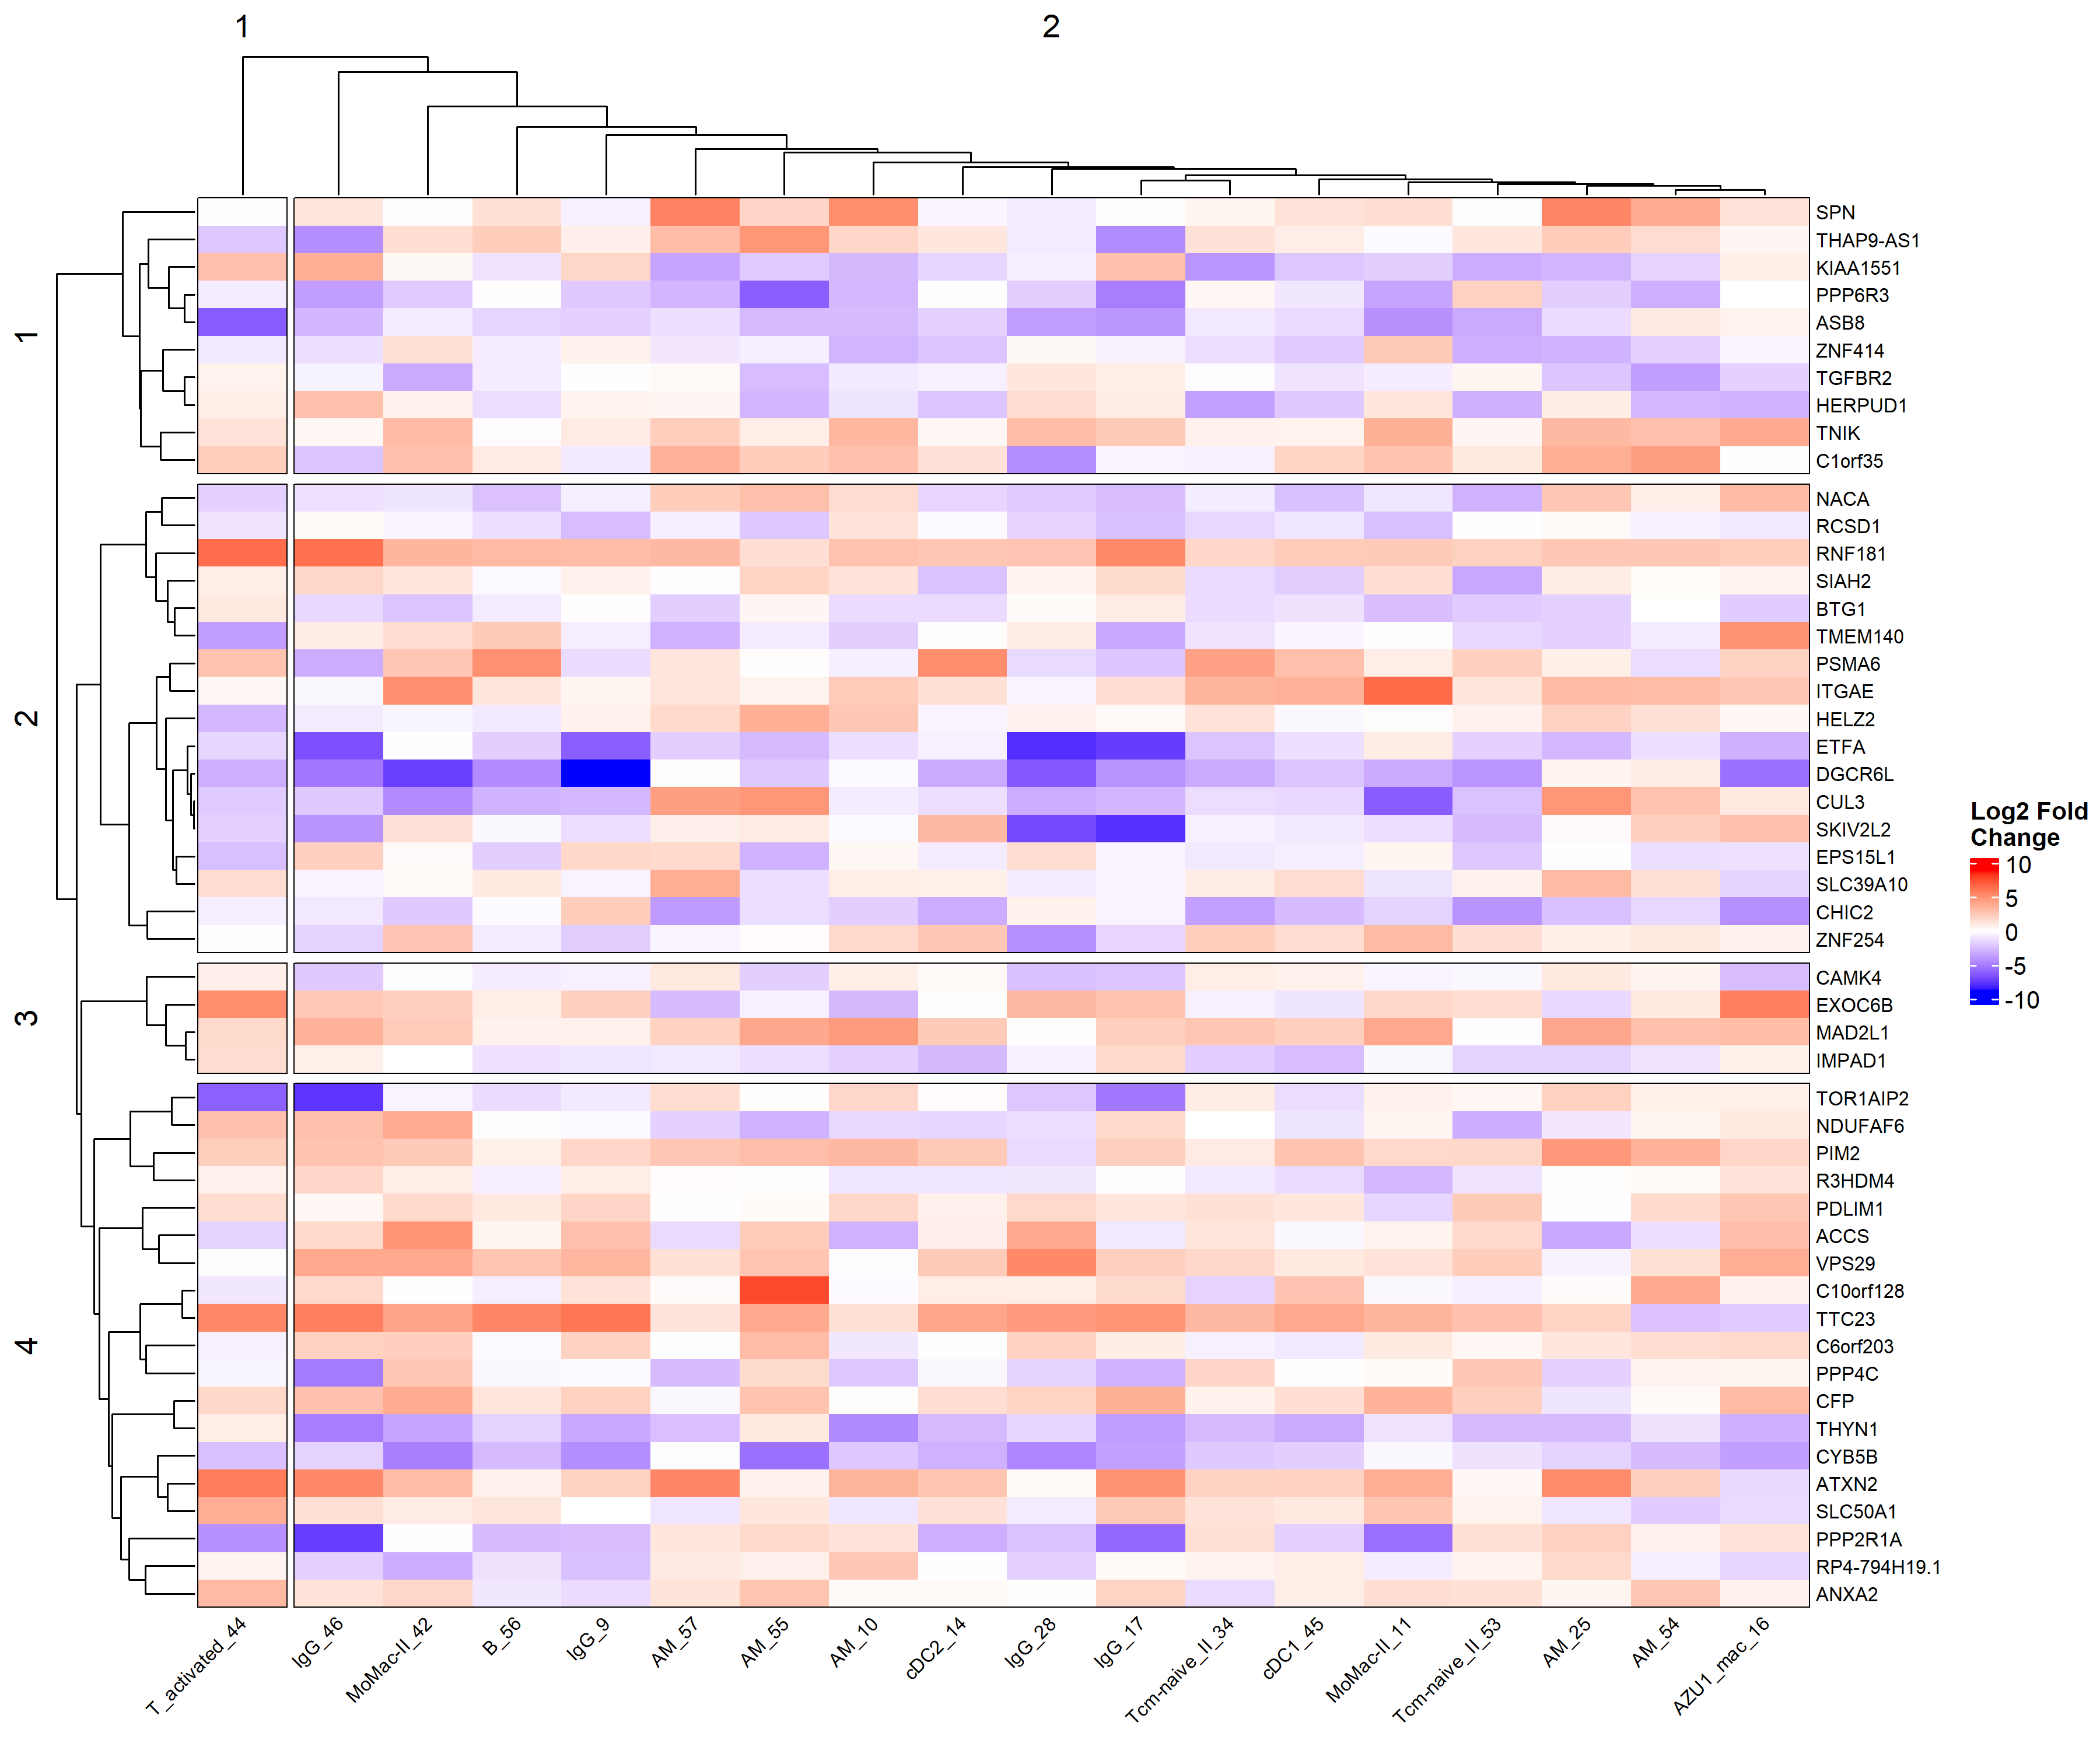 1
2
1
2
3
4
SPN
THAP9-AS1
KIAA1551
PPP6R3
ASB8
ZNF414
TGFBR2
HERPUD1
TNIK
C1orf35
NACA
RCSD1
RNF181
SIAH2
BTG1
TMEM140
PSMA6
ITGAE
HELZ2
ETFA
DGCR6L
CUL3
SKIV2L2
EPS15L1
SLC39A10
CHIC2
ZNF254
CAMK4
EXOC6B
MAD2L1
IMPAD1
TOR1AIP2
NDUFAF6
PIM2
R3HDM4
PDLIM1
ACCS
VPS29
C10orf128
TTC23
C6orf203
PPP4C
CFP
THYN1
CYB5B
ATXN2
SLC50A1
PPP2R1A
RP4-794H19.1
ANXA2
T_activated_44
IgG_46
MoMac-II_42
B_56
IgG_9
AM_57
AM_55
AM_10
cDC2_14
IgG_28
IgG_17
Tcm-naive_II_34
cDC1_45
MoMac-II_11
Tcm-naive_II_53
AM_25
AM_54
AZU1_mac_16
Log2 Fold
Change
10
5
0
-5
-10